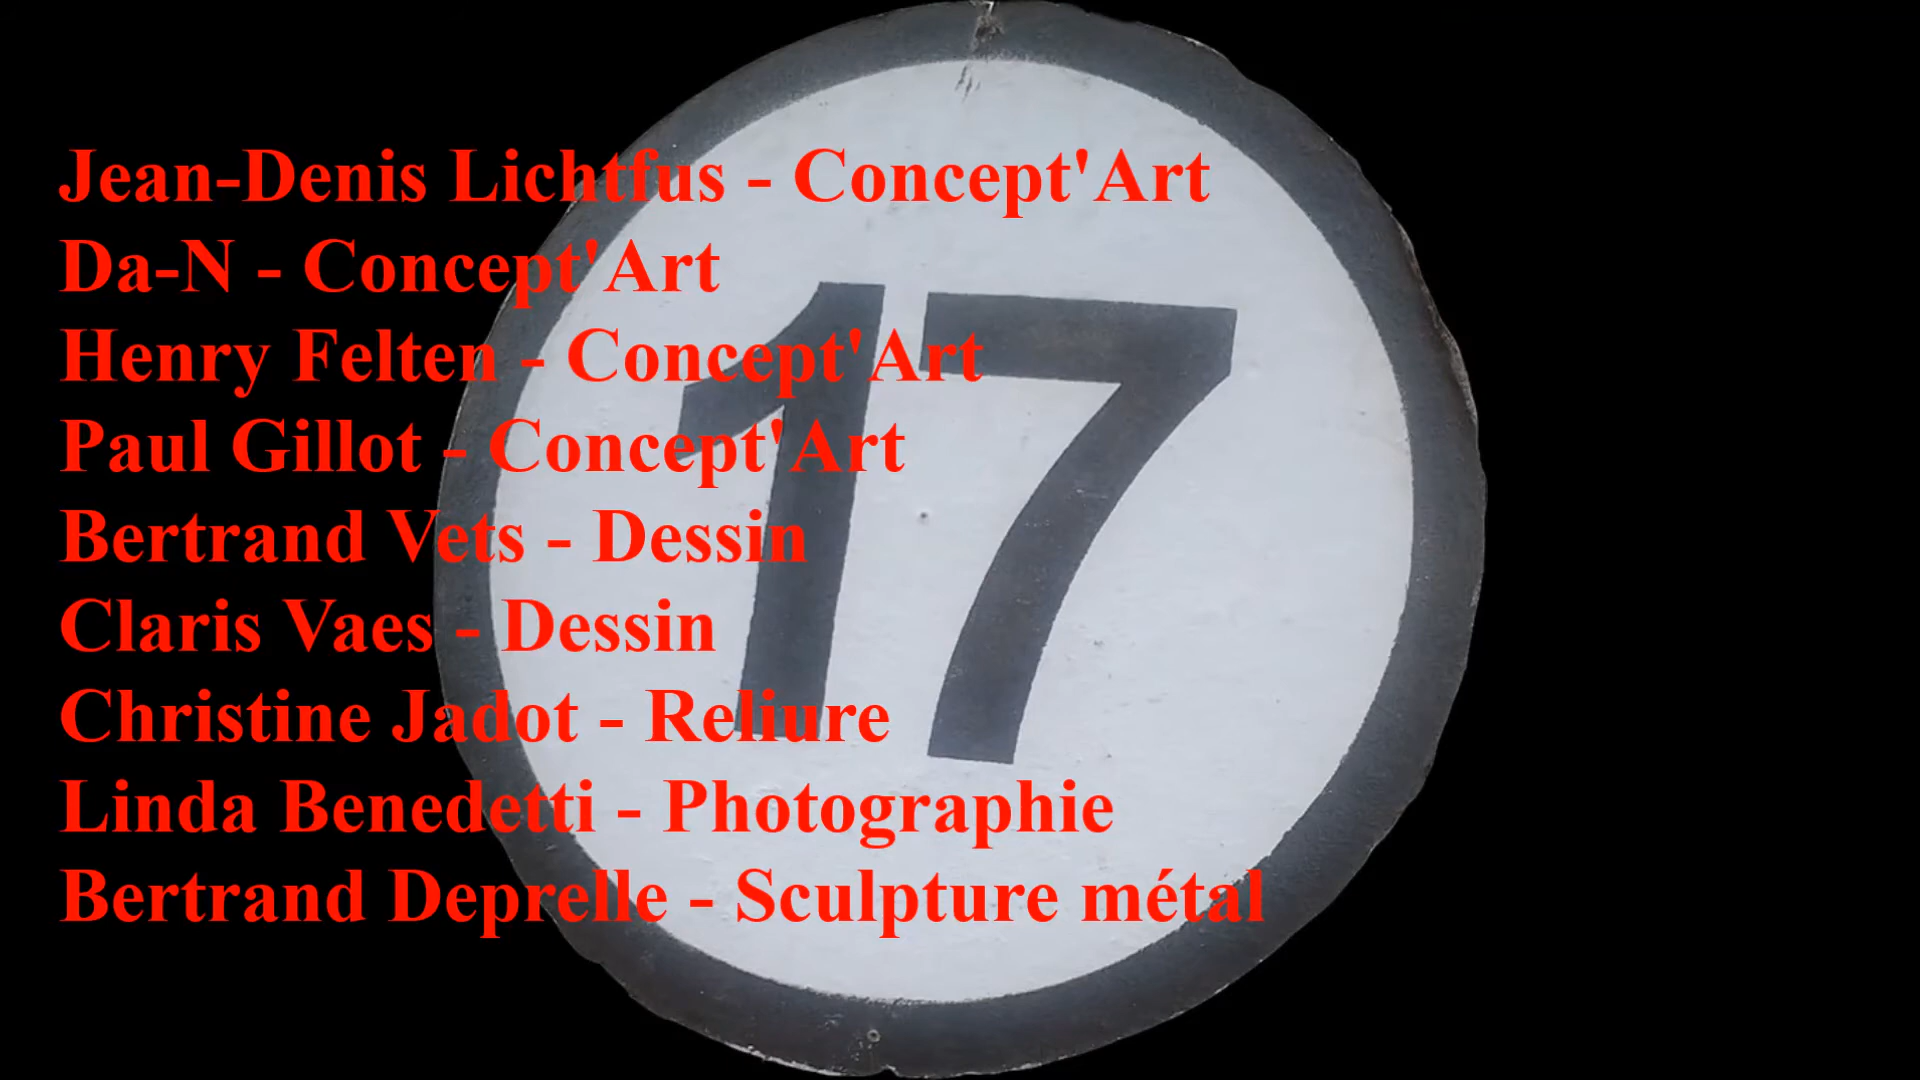 Jean-Denis Lichtfus - Concept'Art
Da-N - Concept'Art
Henry Felten - Concept'Art
Paul Gillot - Concept'Art
Bertrand Vets - Dessin
Claris Vaes - Dessin
Christine Jadot - Reliure
Linda Benedetti - Photographie
Bertrand Deprelle - Sculpture métal
17